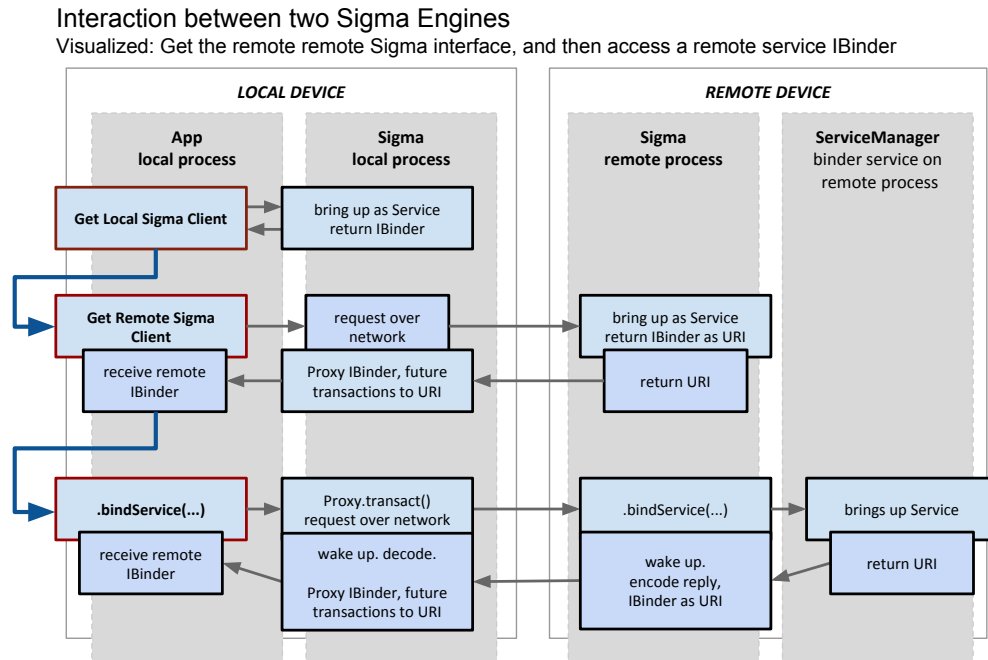 Interaction between two Sigma Engines
Visualized: Get the remote remote Sigma interface, and then access a remote service IBinder
LOCAL DEVICE
REMOTE DEVICE
App
local process
Sigma
local process
Sigma
remote process
ServiceManager
binder service on
remote process
Get Local Sigma Client
bring up as Service
return IBinder
Get Remote Sigma
Client
request over
network
bring up as Service
return IBinder as URI
receive remote
IBinder
Proxy IBinder, future
transactions to URI
return URI
.bindService(...)
Proxy.transact()
request over network
.bindService(...)
brings up Service
receive remote
IBinder
wake up. decode.
Proxy IBinder, future
transactions to URI
wake up.
encode reply,
IBinder as URI
return URI